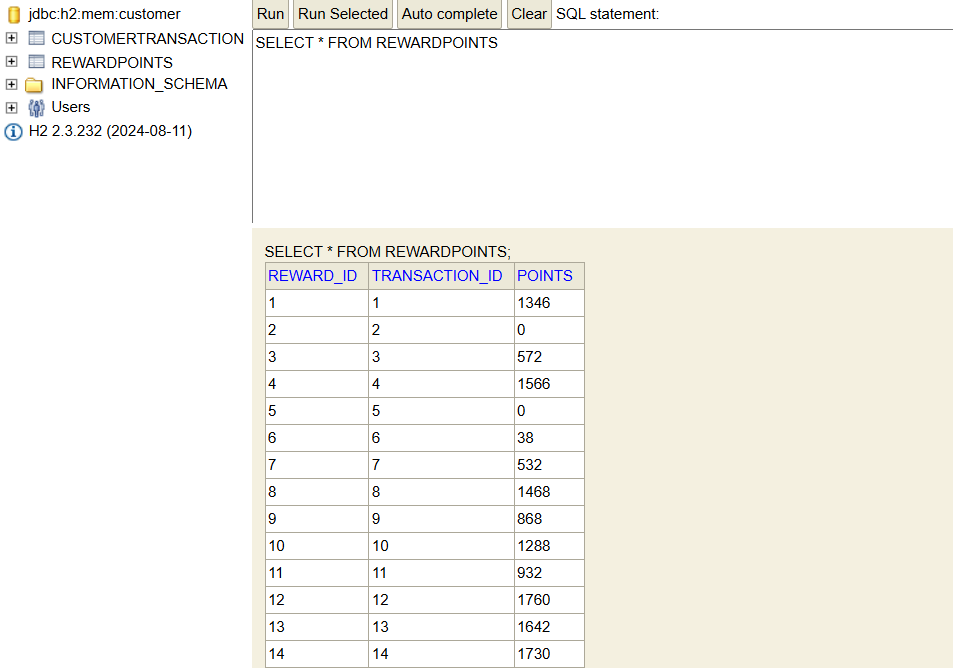 jdbc:h2:mem:customer
CUSTOMERTRANSACTION
REWARDPOINTS
INFORMATION_SCHEMA
Users
H2 2.3.232 (2024-08-11)
Run Run Selected Auto complete Clear SQL statement:
SELECT * FROM REWARDPOINTS
SELECT * FROM REWARDPOINTS;
REWARD_ID TRANSACTION_ID POINTS
1 1 1346
2 2 0
3 3 572
4 4 1566
5 5 0
6 6 38
7 7 532
8 8 1468
9 9 868
10 10 1288
11 11 932
12 12 1760
13 13 1642
14 14 1730